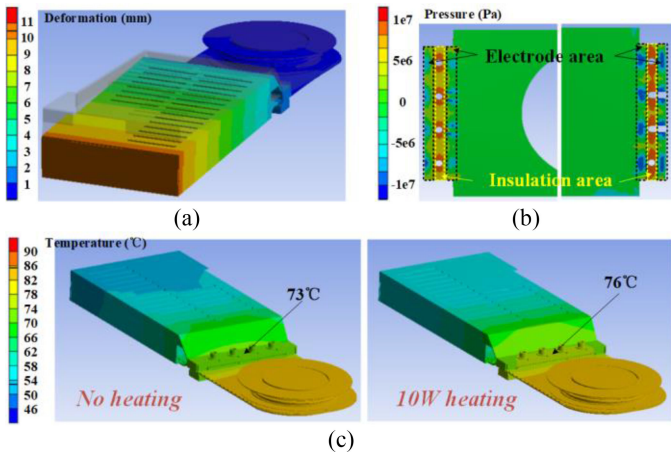 Deformation (mm)
11
10
9
8
7
6
5
4
3
2
1
(a)
Pressure (Pa)
1e7
5e6
0
-5e6
-1e7
Electrode area
Insulation area
(b)
Temperature (℃)
90
86
82
78
74
70
66
62
58
54
50
46
73℃
No heating
76℃
10W heating
(c)